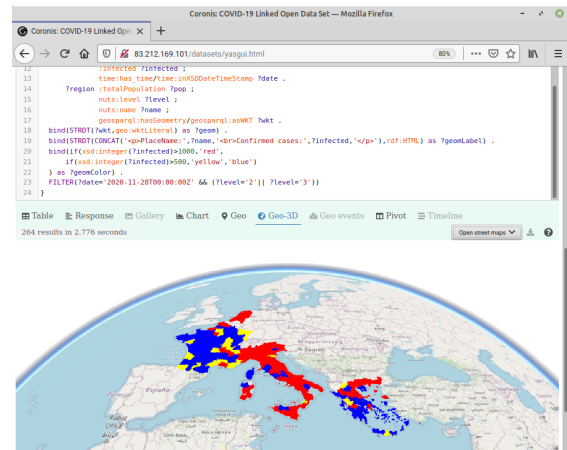 Coronis: COVID-19 Linked Open Data Set — Mozilla Firefox
Coronis: COVID-19 Linked Ope
83.212.169.101/datasets/yasgui.html
80%
12 :infected ?infected ;
13 time:has_time/time:inXSDDateTimeStamp ?date .
14 ?region :totalPopulation ?pop ;
15 nuts:level ?level ;
16 nuts:name ?name ;
17 geosparql:hasGeometry/geosparql:asWKT ?wkt .
18 bind(STRDT(?wkt,geo:wktLiteral) as ?geom) .
19 bind(STRDT(CONCAT('<p>PlaceName:',?name,'<br>Confirmed cases:',?infected,'</p>'),rdf:HTML) as ?geomLabel) .
20 bind(if(xsd:integer(?infected)>1000,'red',
21 if(xsd:integer(?infected)>500,'yellow','blue')
22 ) as ?geomColor) .
23 FILTER(?date='2020-11-28T00:00:00Z' && (?level='2'|| ?level='3'))
24 }
Table Response Gallery Chart Geo Geo-3D Geo events Pivot Timeline
264 results in 2.776 seconds
Open street maps
Magyarország
Zagreb
Portugal
España
Rabat
Malta